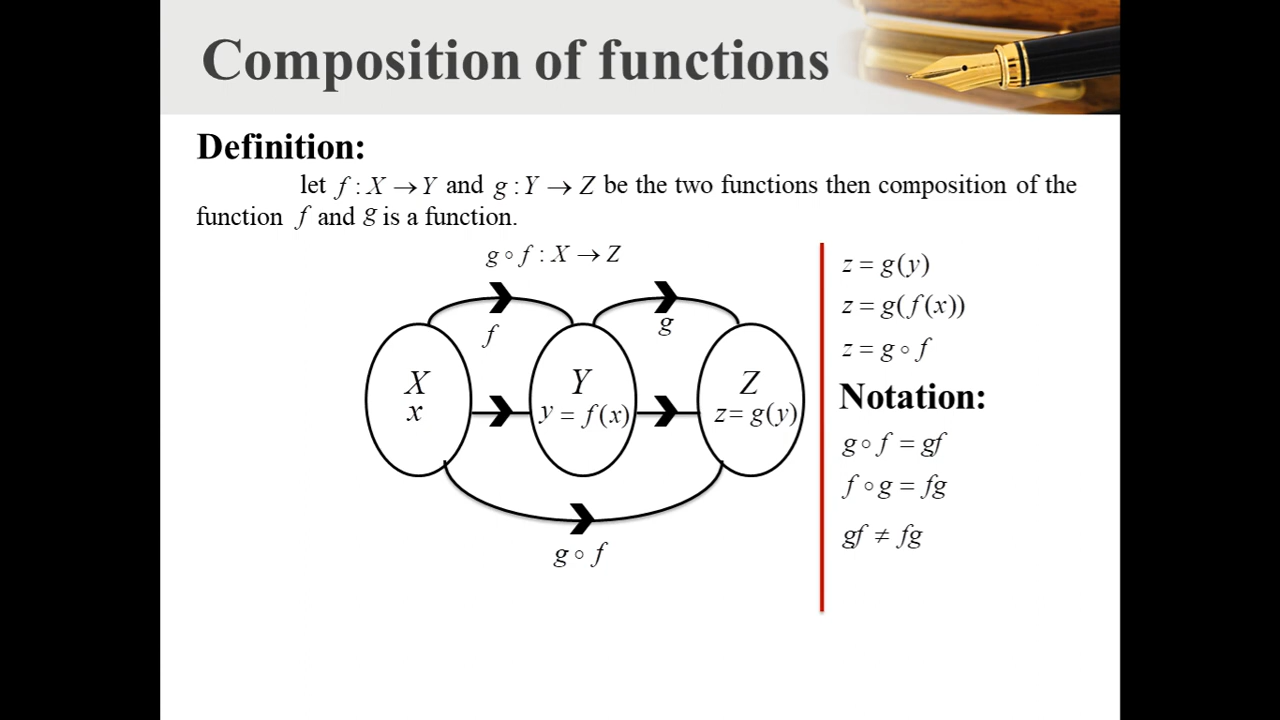 Composition of functions
Definition:
let f : X → Y and g : Y → Z be the two functions then composition of the
function f and g is a function.
g ∘ f : X → Z
f
g
X
x
Y
y = f(x)
Z
z= g(y)
g ∘ f
z = g(y)
z = g(f(x))
z = g ∘ f
Notation:
g ∘ f = gf
f ∘ g = fg
gf ≠ fg